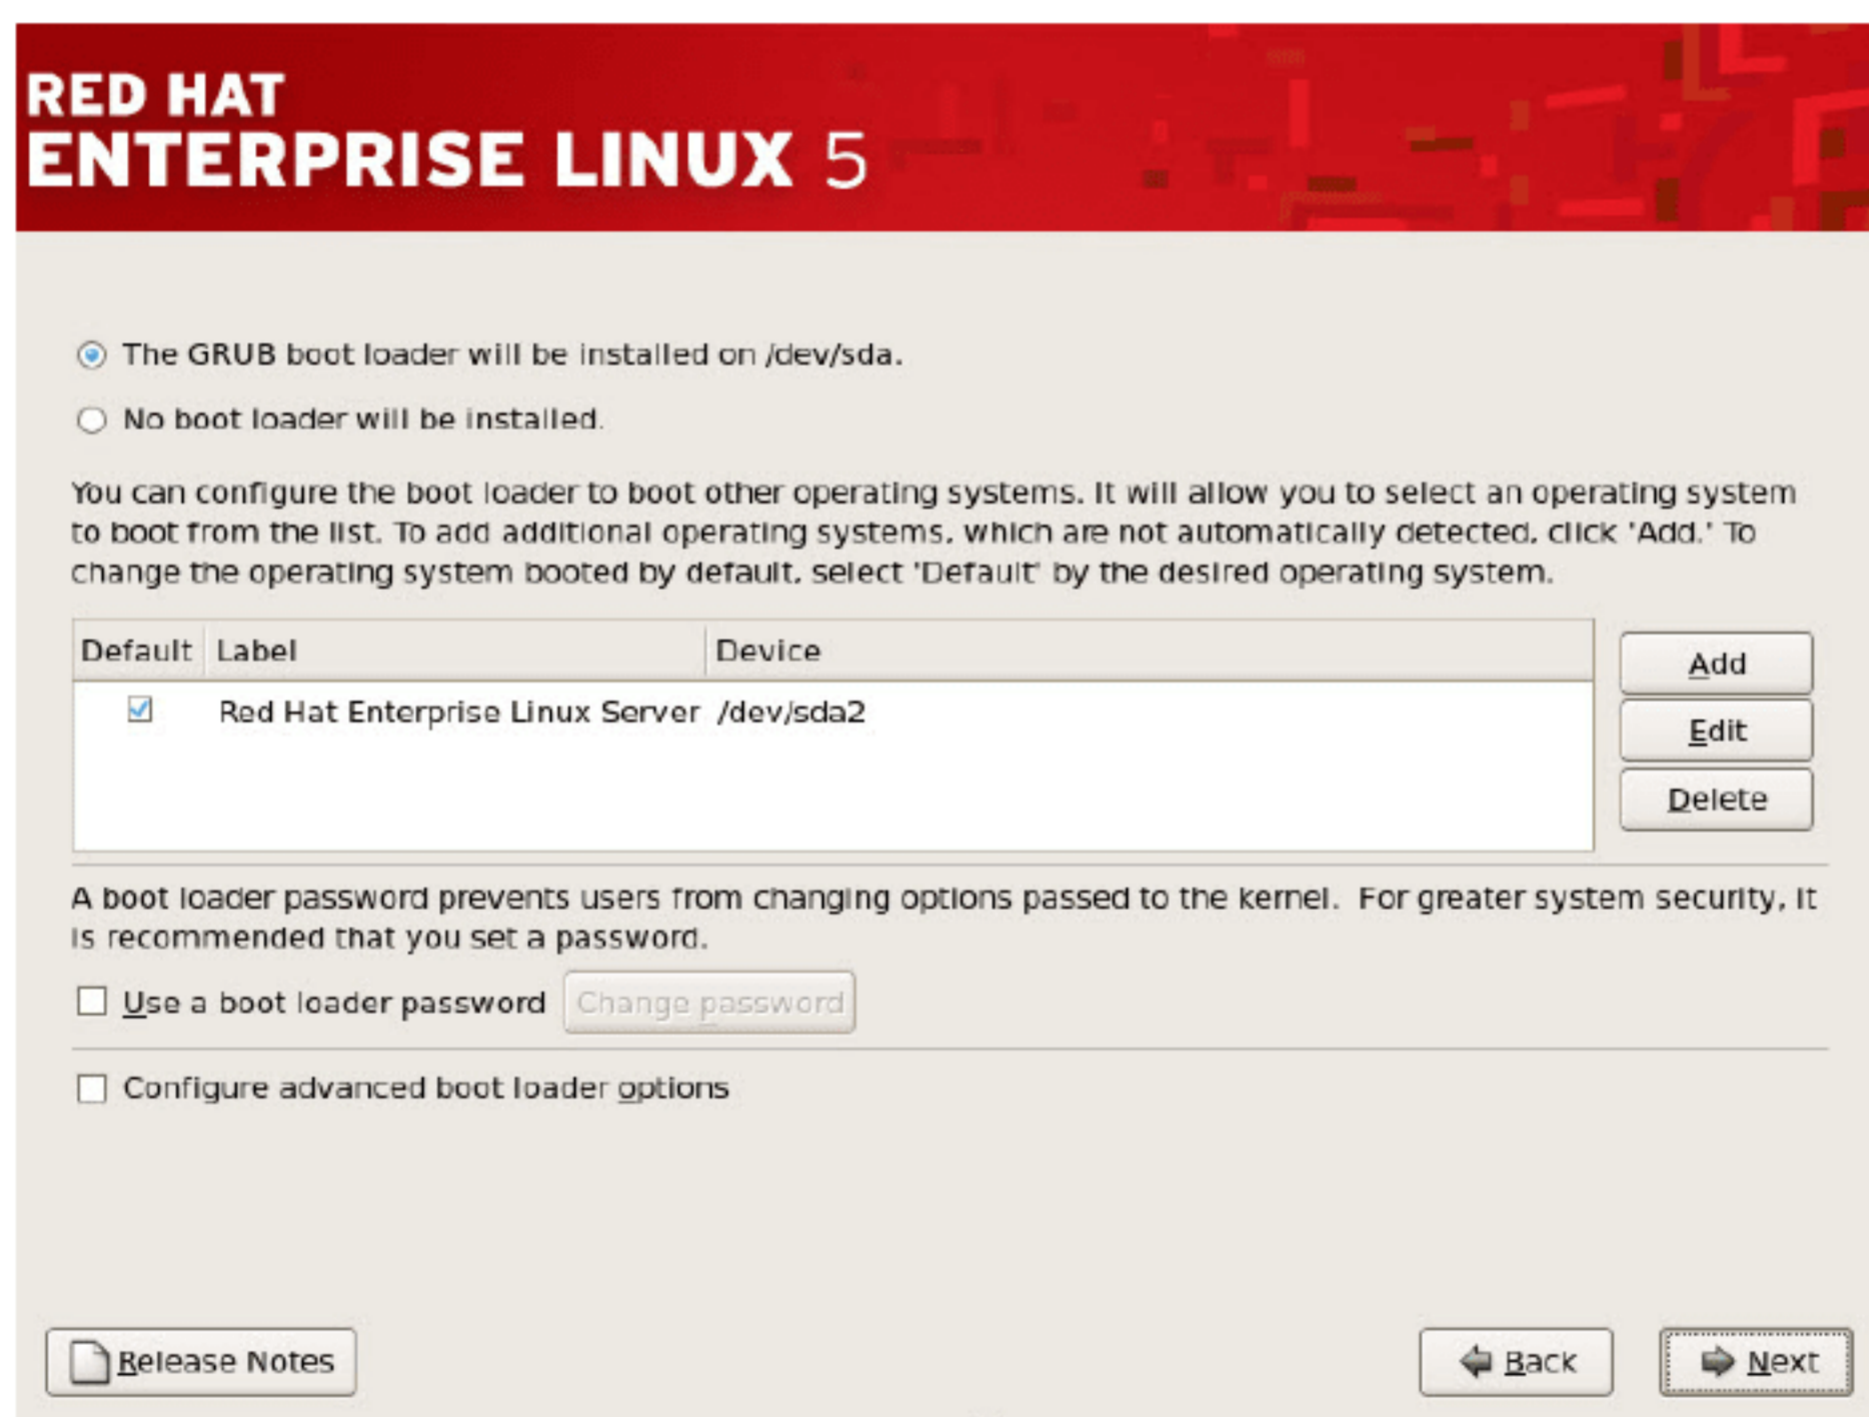 RED HAT
ENTERPRISE LINUX 5
The GRUB boot loader will be installed on /dev/sda.
No boot loader will be installed.
You can configure the boot loader to boot other operating systems. It will allow you to select an operating system
to boot from the list. To add additional operating systems, which are not automatically detected, click 'Add.' To
change the operating system booted by default, select 'Default' by the desired operating system.
Default Label Device
Red Hat Enterprise Linux Server /dev/sda2
Add
Edit
Delete
A boot loader password prevents users from changing options passed to the kernel.  For greater system security, it
is recommended that you set a password.
Use a boot loader password Change password
Configure advanced boot loader options
Release Notes Back Next